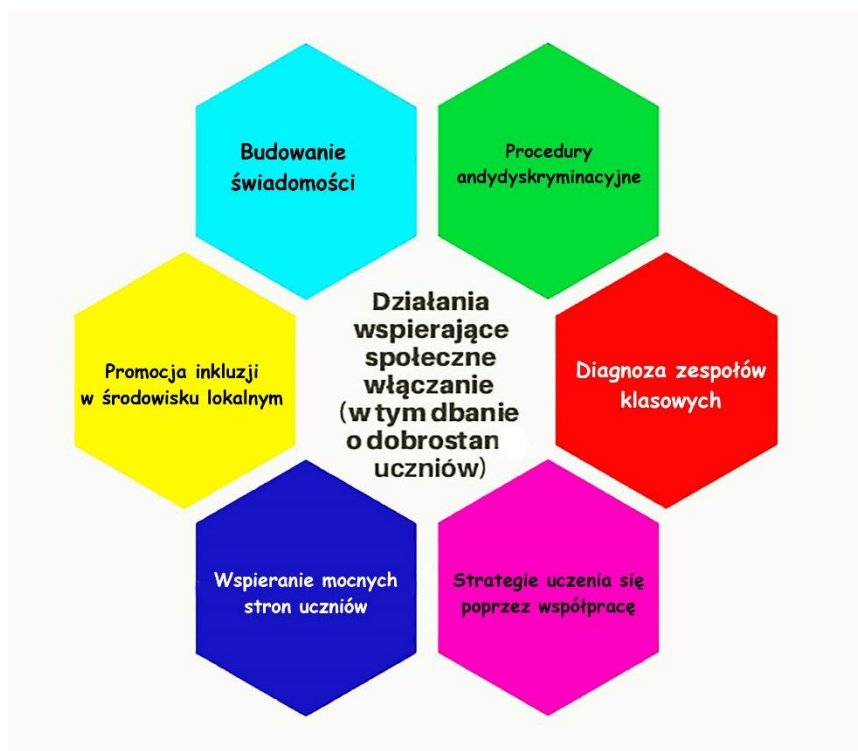 Budowanie
świadomości
Procedury
andydyskryminacyjne
Promocja inkluzji
w środowisku lokalnym
Działania
wspierające
społeczne
włączanie
(w tym dbanie
o dobrostan
uczniów)
Diagnoza zespołów
klasowych
Wspieranie mocnych
stron uczniów
Strategie uczenia się
poprzez współpracę